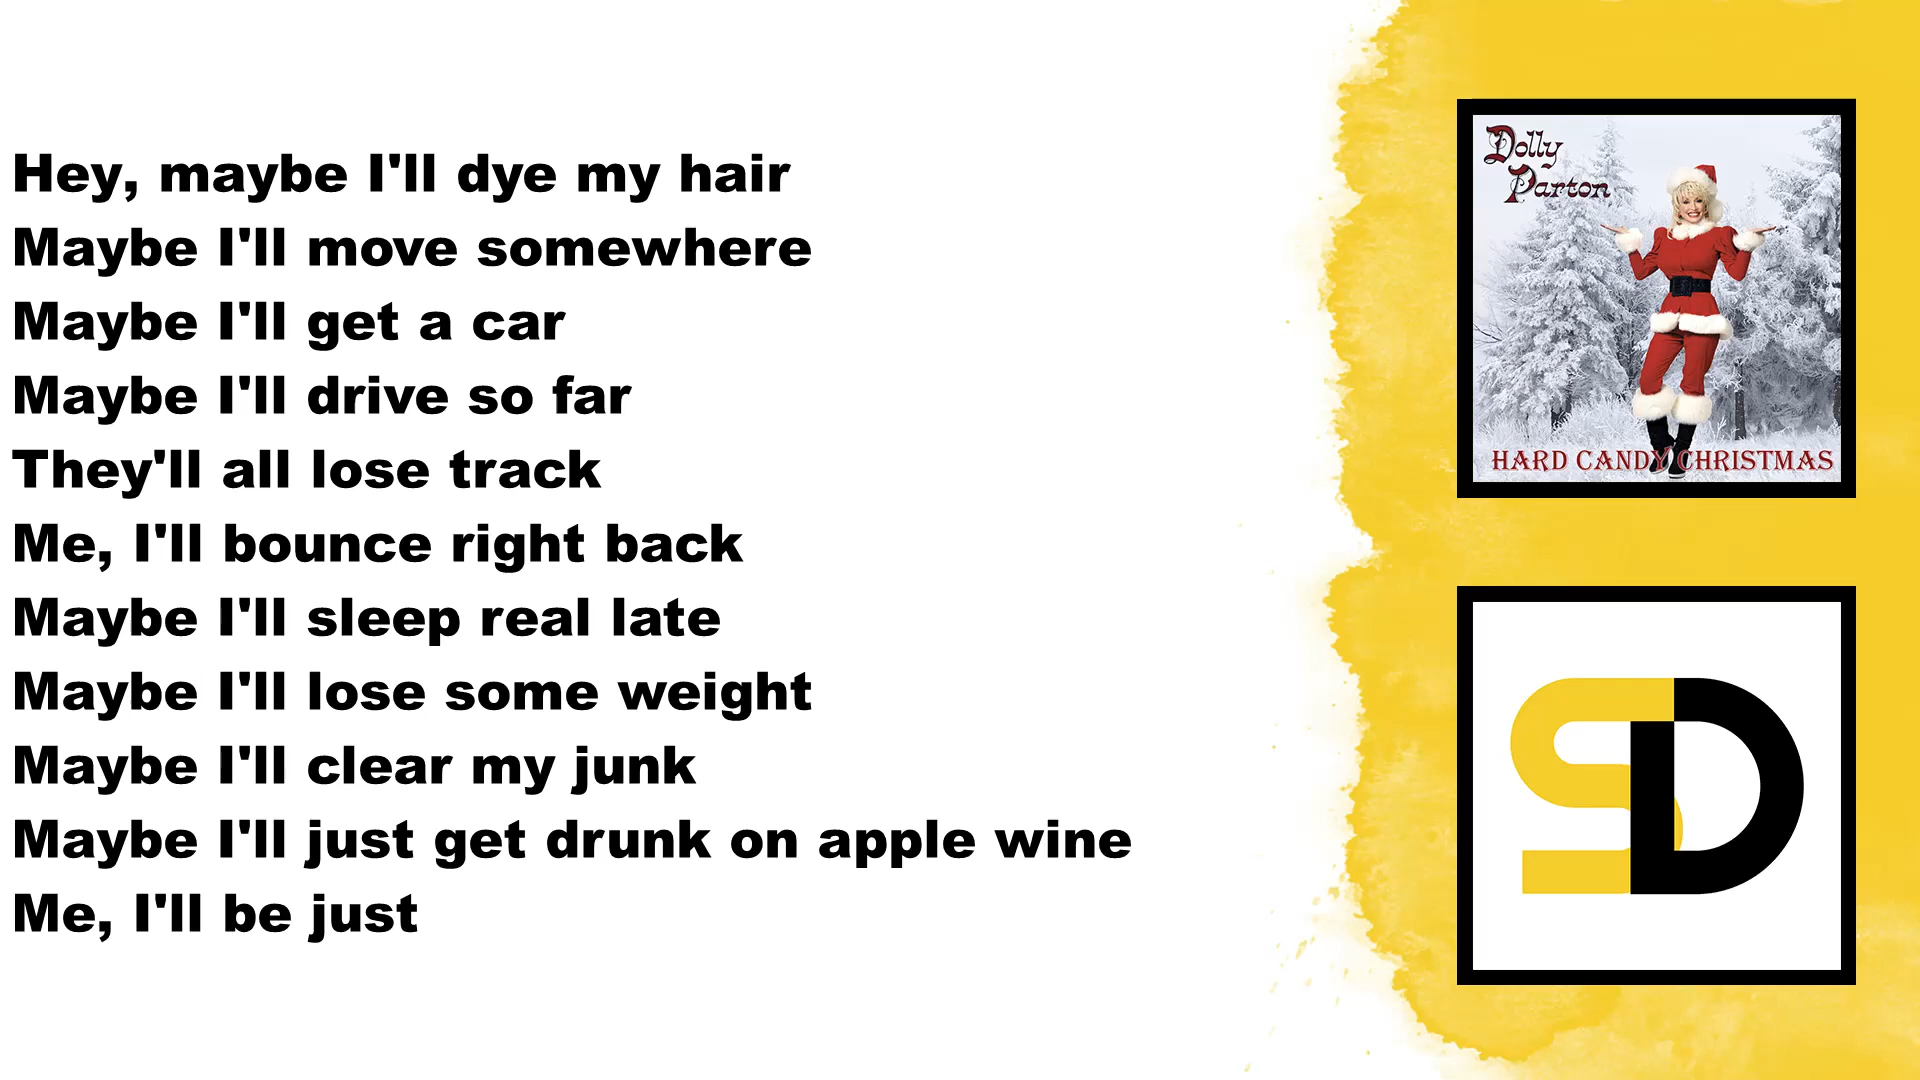 Hey, maybe I'll dye my hair
Maybe I'll move somewhere
Maybe I'll get a car
Maybe I'll drive so far
They'll all lose track
Me, I'll bounce right back
Maybe I'll sleep real late
Maybe I'll lose some weight
Maybe I'll clear my junk
Maybe I'll just get drunk on apple wine
Me, I'll be just
Dolly
Parton
HARD CANDY CHRISTMAS
SD